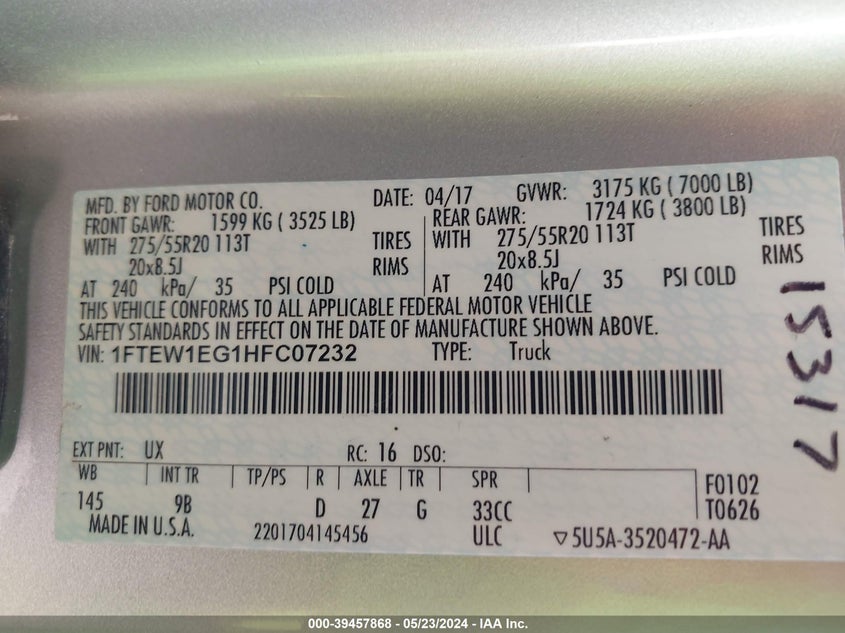 MFD. BY FORD MOTOR CO. DATE: 04/17 GVWR: 3175 KG ( 7000 LB)
FRONT GAWR: 1599 KG ( 3525 LB) REAR GAWR: 1724 KG ( 3800 LB)
WITH 275/55R20 113T TIRES WITH 275/55R20 113T TIRES
20x8.5J RIMS 20x8.5J RIMS
AT 240 kPa/ 35 PSI COLD AT 240 kPa/ 35 PSI COLD
THIS VEHICLE CONFORMS TO ALL APPLICABLE FEDERAL MOTOR VEHICLE
SAFETY STANDARDS IN EFFECT ON THE DATE OF MANUFACTURE SHOWN ABOVE.
VIN: 1FTEW1EG1HFC07232 TYPE: Truck
EXT PNT: UX RC: 16 DSO:
WB INT TR TP/PS R AXLE TR SPR F0102
145 9B D 27 G 33CC T0626
MADE IN U.S.A. 2201704145456 ULC ▽5U5A-3520472-AA
15317
000-39457868 - 05/23/2024 - IAA Inc.